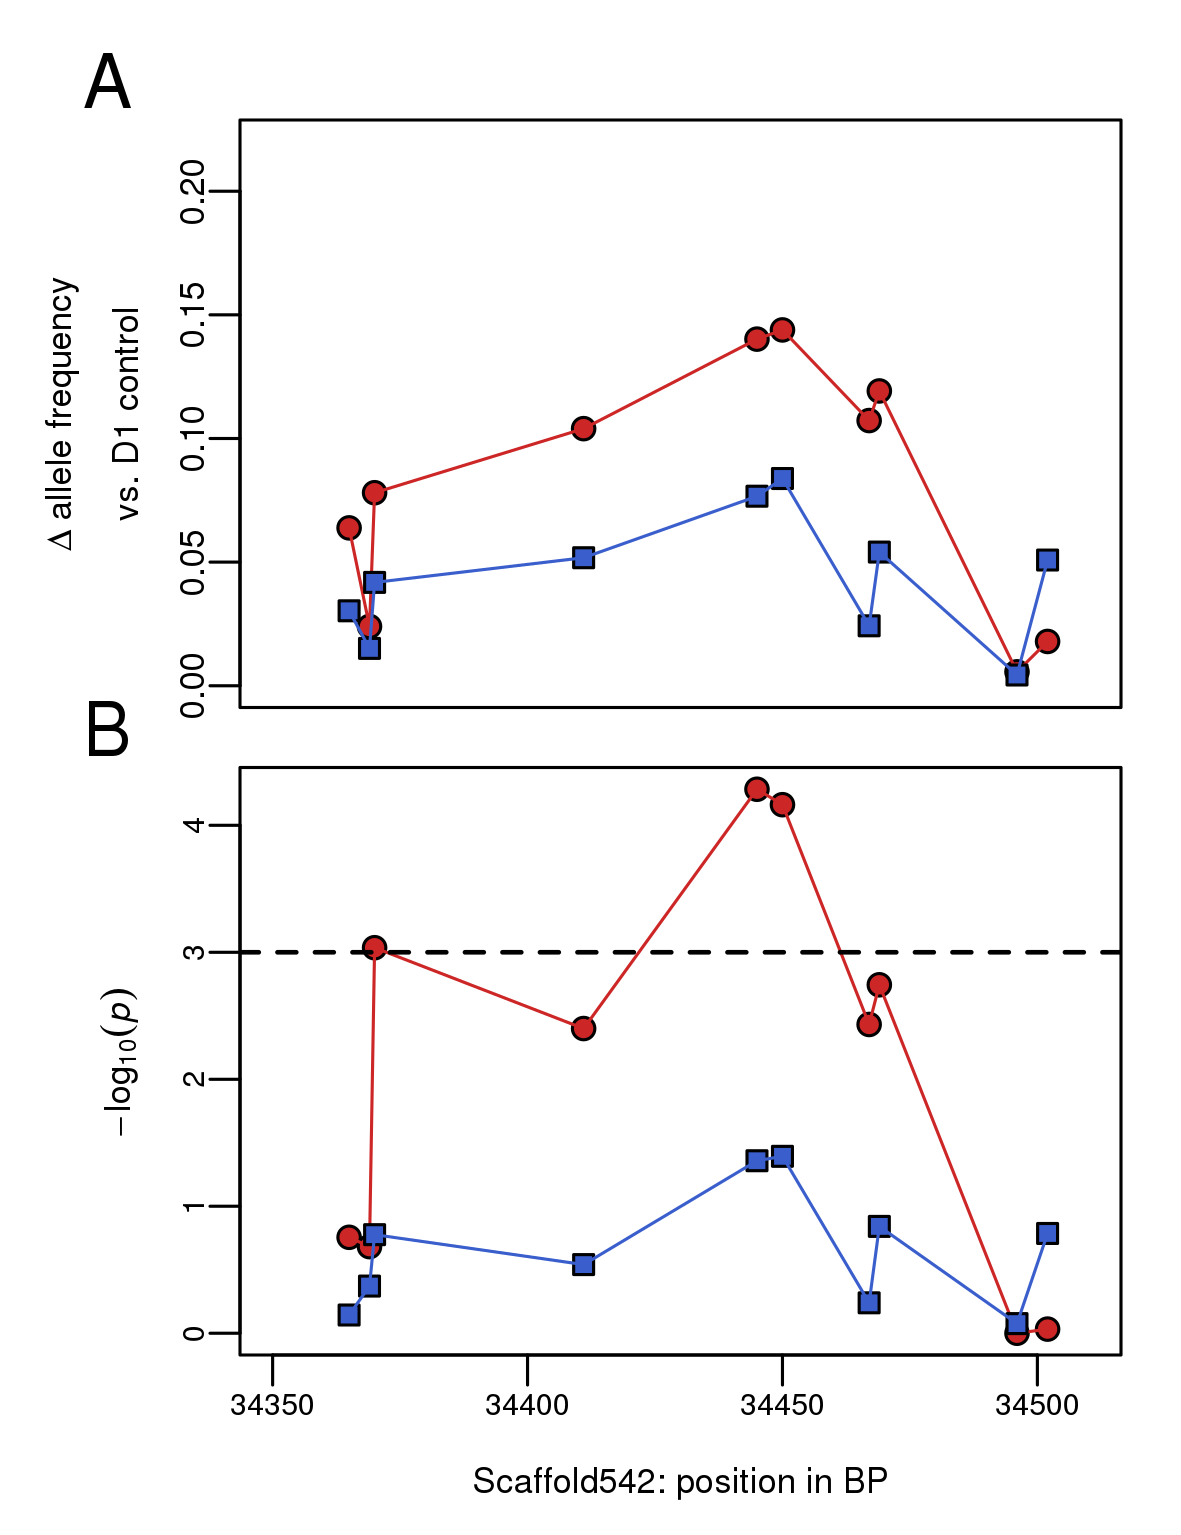 A
0.20
0.15
0.10
0.05
0.00
Δ allele frequency
vs. D1 control
B
4
3
2
1
0
−log10(p)
34350 34400 34450 34500
Scaffold542: position in BP